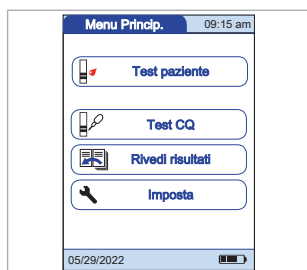 Menu Princip. 09:15 am
Test paziente
Test CQ
Rivedi risultati
Imposta
05/29/2022